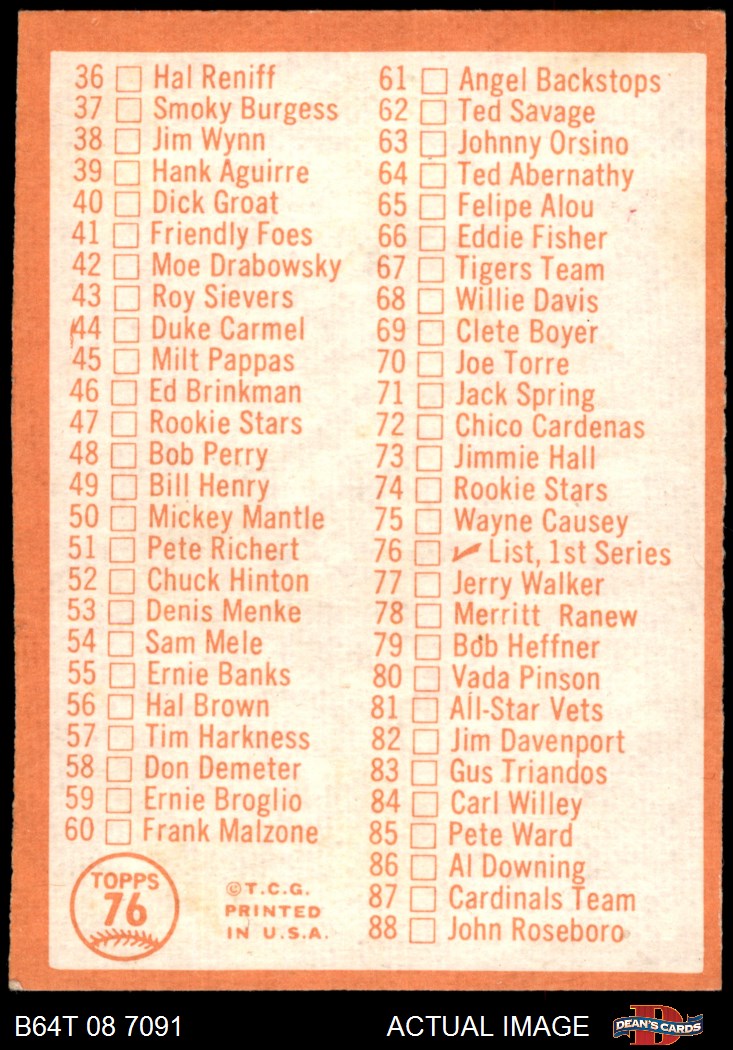 36 Hal Reniff
37 Smoky Burgess
38 Jim Wynn
39 Hank Aguirre
40 Dick Groat
41 Friendly Foes
42 Moe Drabowsky
43 Roy Sievers
44 Duke Carmel
45 Milt Pappas
46 Ed Brinkman
47 Rookie Stars
48 Bob Perry
49 Bill Henry
50 Mickey Mantle
51 Pete Richert
52 Chuck Hinton
53 Denis Menke
54 Sam Mele
55 Ernie Banks
56 Hal Brown
57 Tim Harkness
58 Don Demeter
59 Ernie Broglio
60 Frank Malzone
61 Angel Backstops
62 Ted Savage
63 Johnny Orsino
64 Ted Abernathy
65 Felipe Alou
66 Eddie Fisher
67 Tigers Team
68 Willie Davis
69 Clete Boyer
70 Joe Torre
71 Jack Spring
72 Chico Cardenas
73 Jimmie Hall
74 Rookie Stars
75 Wayne Causey
76 ✓ List, 1st Series
77 Jerry Walker
78 Merritt Ranew
79 Bob Heffner
80 Vada Pinson
81 All-Star Vets
82 Jim Davenport
83 Gus Triandos
84 Carl Willey
85 Pete Ward
86 Al Downing
87 Cardinals Team
88 John Roseboro
TOPPS
76
©T.C.G.
PRINTED
IN U.S.A.
B64T 08 7091
ACTUAL IMAGE
DEAN'S CARDS